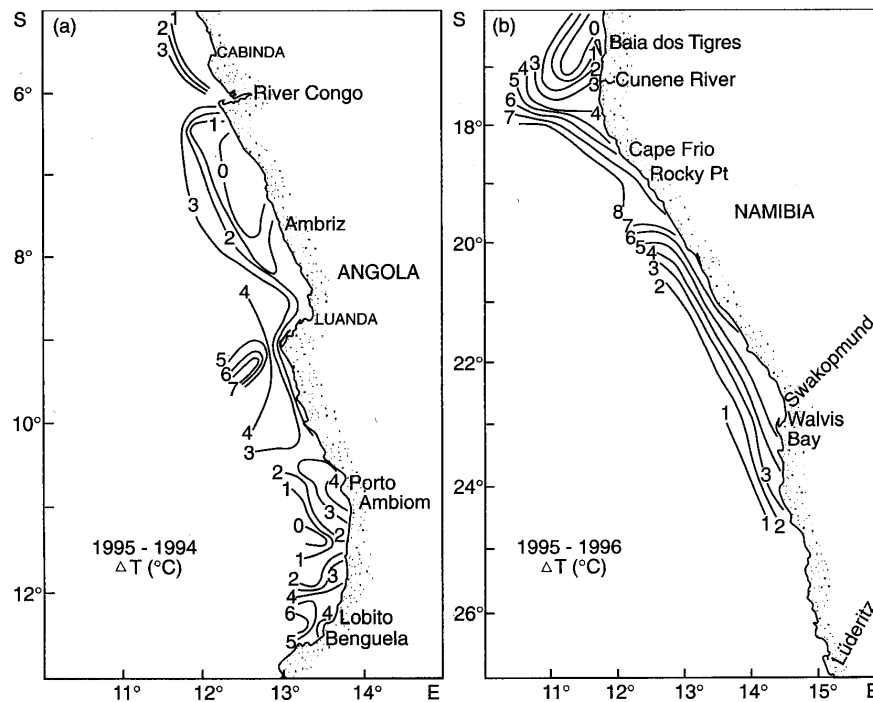 S
(a)
1
2
3
CABINDA
6°
River Congo
1
0
3
2
Ambriz
8°
ANGOLA
4
LUANDA
5
6
7
10°
4
3
2
4
Porto
Ambiom
1
3
0
2
1
1995 - 1994
△ T (°C)
2
3
4
12°
6
4
Lobito
5
Benguela
11°
12°
13°
14°
E
S
(b)
0
Baia dos Tigres
1
5 4 3
2
3
Cunene River
6
7
4
18°
Cape Frio
Rocky Pt
8
NAMIBIA
20°
7
6
5
4
3
2
22°
Swakopmund
Walvis
Bay
1
3
24°
1 2
1995 - 1996
△ T (°C)
26°
Lüderitz
11°
12°
13°
14°
15°
E